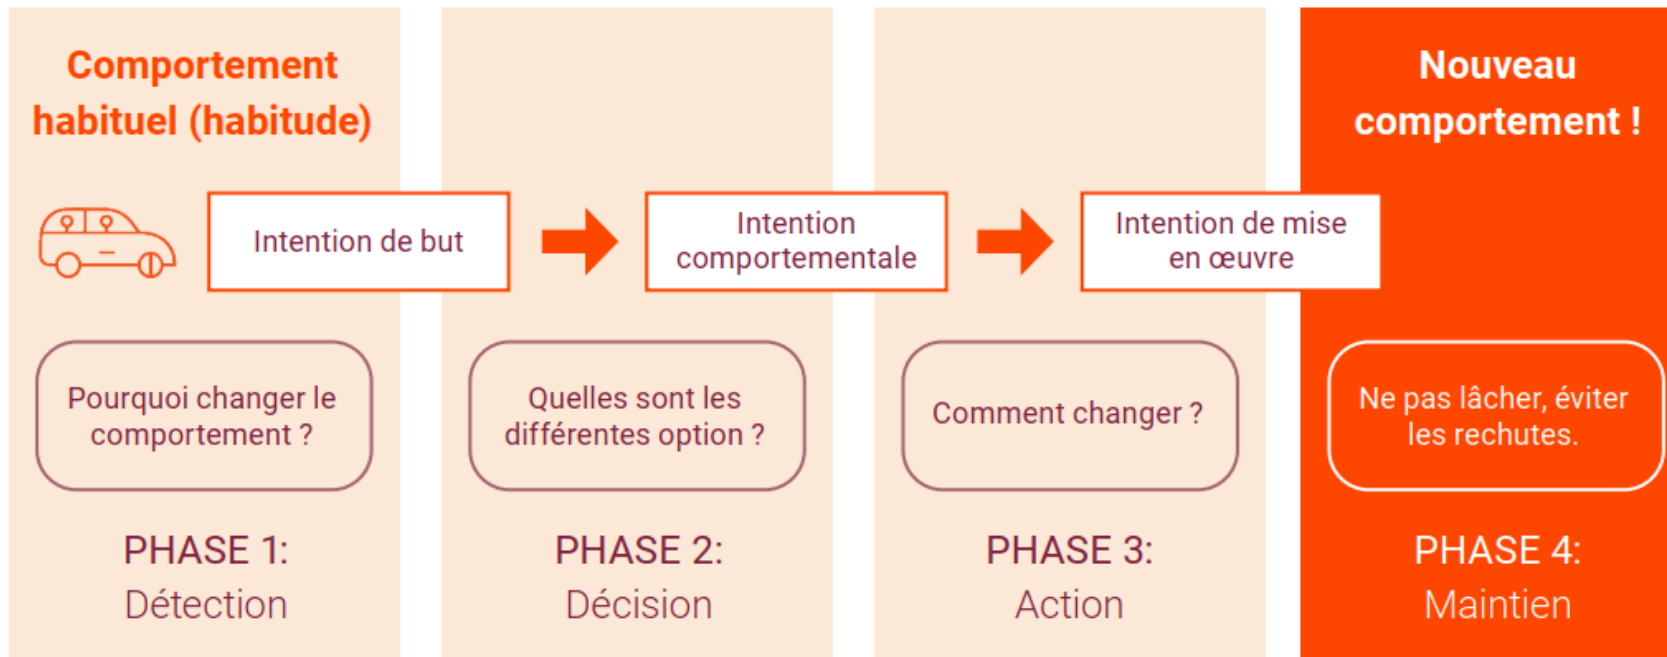 Comportement
habituel (habitude)
Nouveau
comportement !
Intention de but
Intention
comportementale
Intention de mise
en œuvre
Pourquoi changer le
comportement ?
Quelles sont les
différentes option ?
Comment changer ?
Ne pas lâcher, éviter
les rechutes.
PHASE 1:
Détection
PHASE 2:
Décision
PHASE 3:
Action
PHASE 4:
Maintien